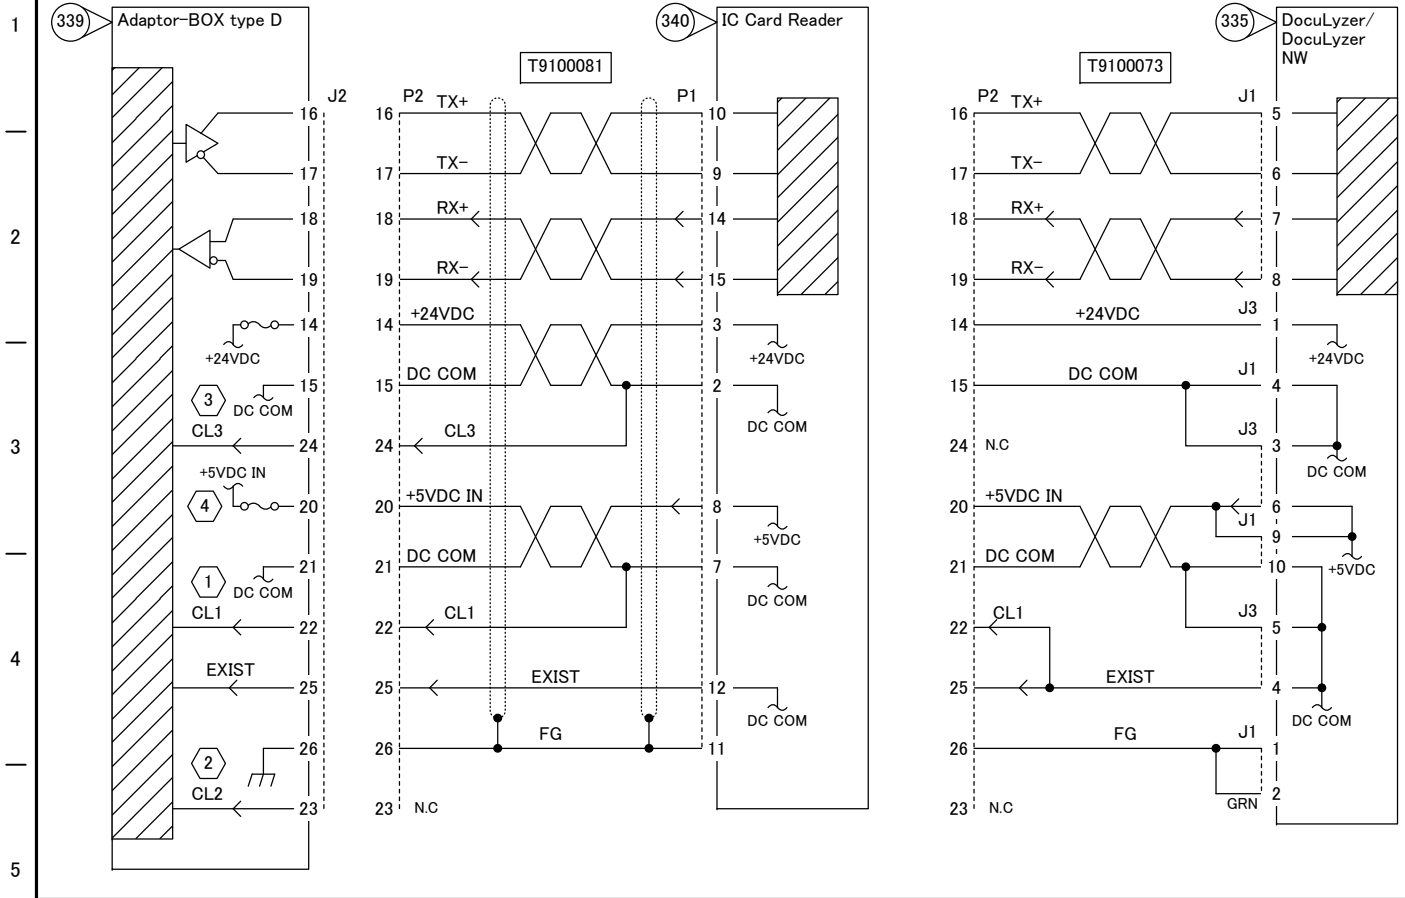 1
2
3
4
5
339
Adaptor-BOX type D
J2
16
17
18
19
14
+24VDC
15
3
DC COM
CL3
24
+5VDC IN
4
20
21
1
DC COM
CL1
22
EXIST
25
26
2
CL2
23
340
IC Card Reader
T9100081
P2
P1
16
TX+
10
17
TX-
9
18
RX+
14
19
RX-
15
14
+24VDC
3
+24VDC
15
DC COM
2
DC COM
24
CL3
20
+5VDC IN
8
+5VDC
21
DC COM
7
DC COM
22
CL1
25
EXIST
12
DC COM
26
FG
11
23
N.C
335
DocuLyzer/
DocuLyzer
NW
T9100073
P2
J1
16
TX+
5
17
TX-
6
18
RX+
7
19
RX-
8
J3
14
+24VDC
1
+24VDC
J1
15
DC COM
4
J3
24
N.C
3
DC COM
20
+5VDC IN
6
J1
9
+5VDC
21
DC COM
10
J3
22
CL1
5
25
EXIST
4
DC COM
J1
26
FG
1
2
GRN
23
N.C